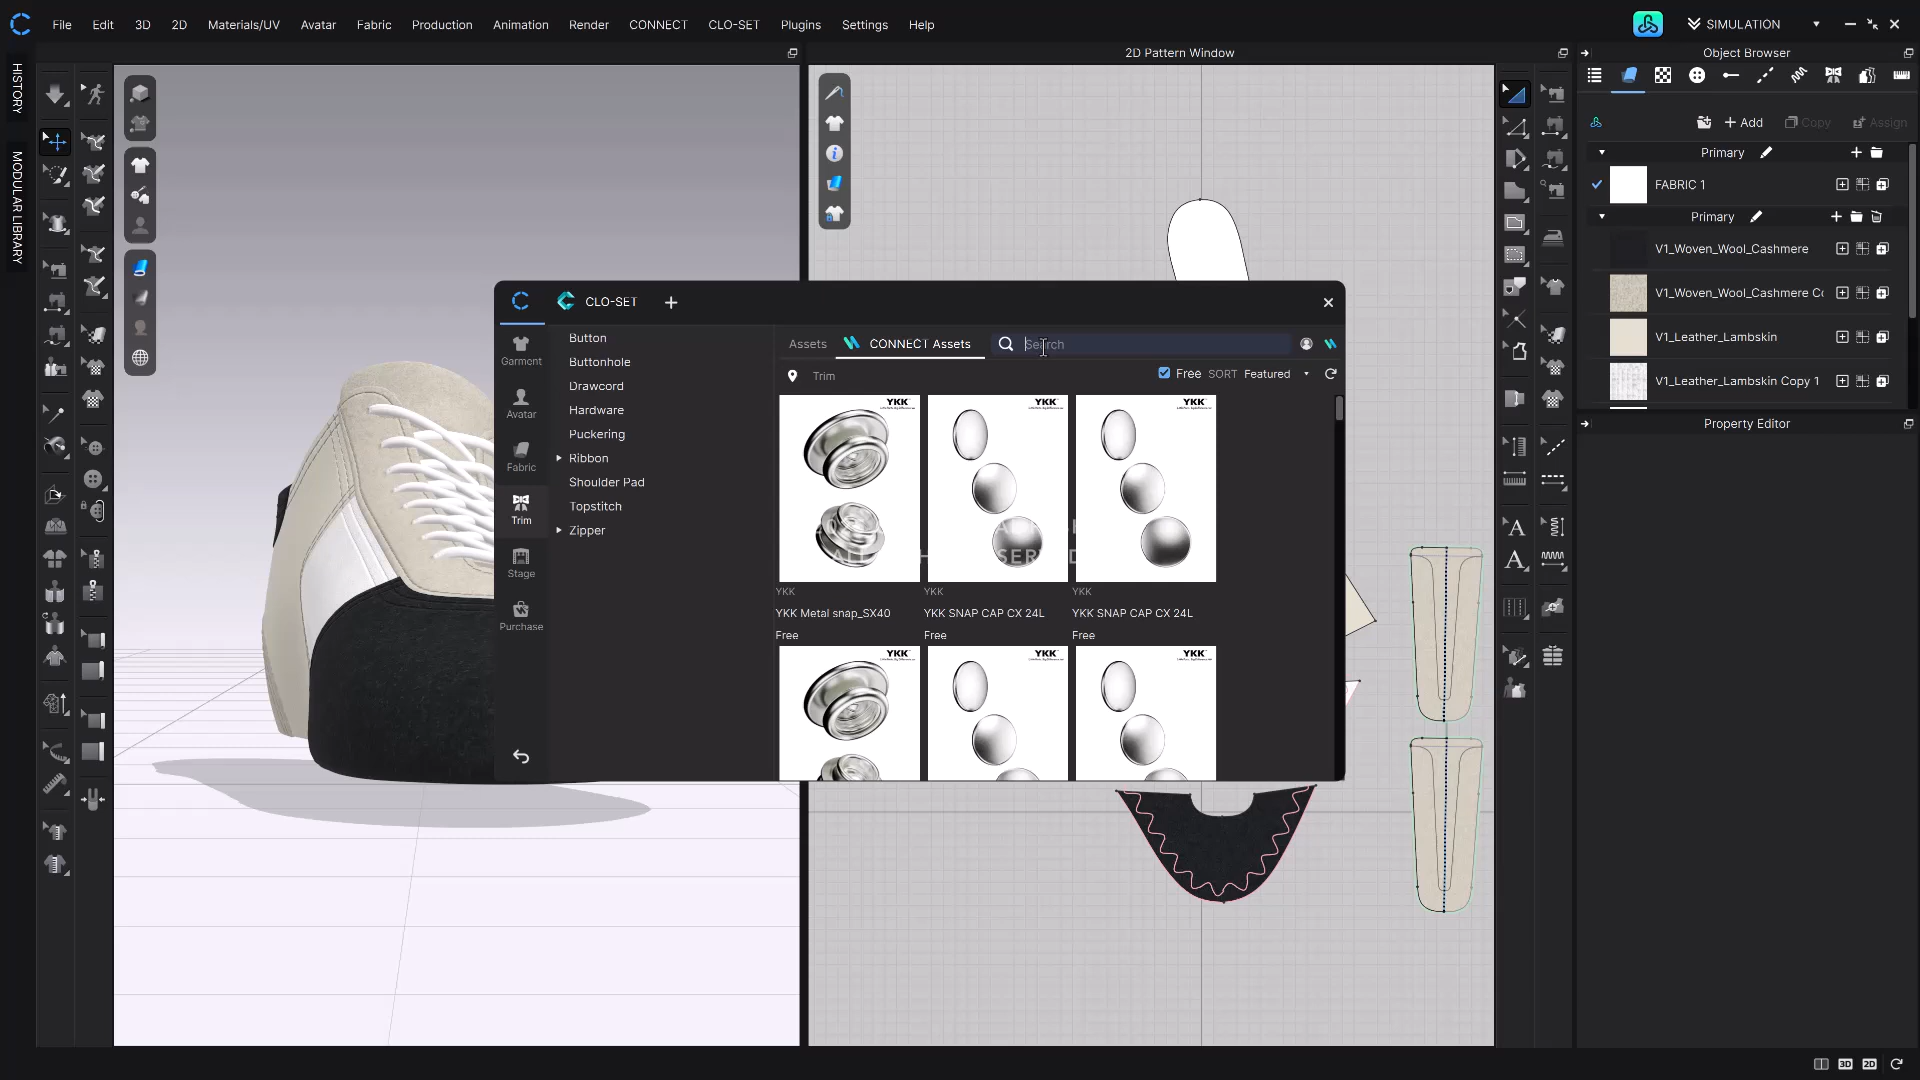 File Edit 3D 2D Materials/UV Avatar Fabric Production Animation Render CONNECT CLO-SET Plugins Settings Help
SIMULATION
2D Pattern Window
Object Browser
HISTORY
MODULAR LIBRARY
+ Add Copy Assign
Primary
FABRIC 1
Primary
V1_Woven_Wool_Cashmere
V1_Woven_Wool_Cashmere Co
V1_Leather_Lambskin
V1_Leather_Lambskin Copy 1
Property Editor
CLO-SET +
Garment
Avatar
Fabric
Trim
Stage
Purchase
Button
Buttonhole
Drawcord
Hardware
Puckering
Ribbon
Shoulder Pad
Topstitch
Zipper
Assets CONNECT Assets Search
Trim Free SORT Featured
YKK YKK YKK
YKK YKK YKK
YKK Metal snap_SX40 YKK SNAP CAP CX 24L YKK SNAP CAP CX 24L
Free Free Free
YKK YKK YKK
A
A
3D 2D